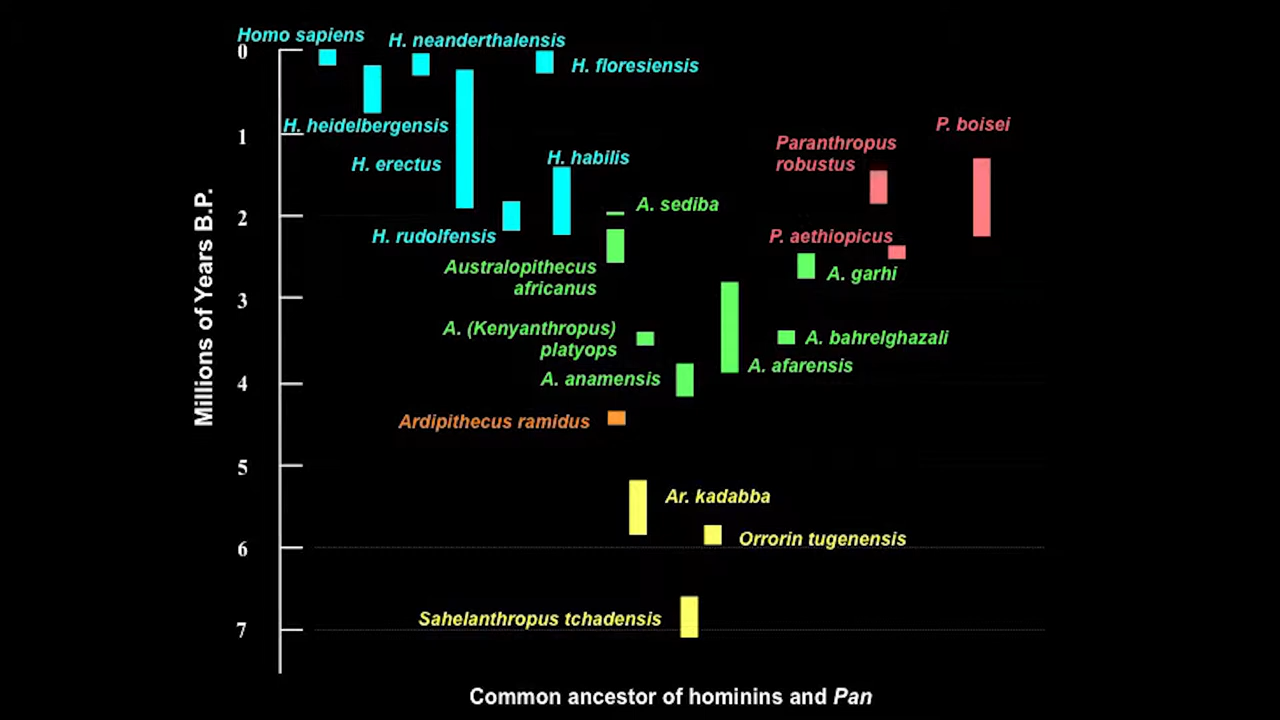 Homo sapiens
H. neanderthalensis
H. floresiensis
0
H. heidelbergensis
1
P. boisei
Paranthropus
robustus
H. erectus
H. habilis
2
A. sediba
H. rudolfensis
P. aethiopicus
Australopithecus
africanus
A. garhi
3
A. (Kenyanthropus)
platyops
A. bahrelghazali
A. afarensis
A. anamensis
4
Ardipithecus ramidus
5
Ar. kadabba
Orrorin tugenensis
6
Sahelanthropus tchadensis
7
Millions of Years B.P.
Common ancestor of hominins and Pan